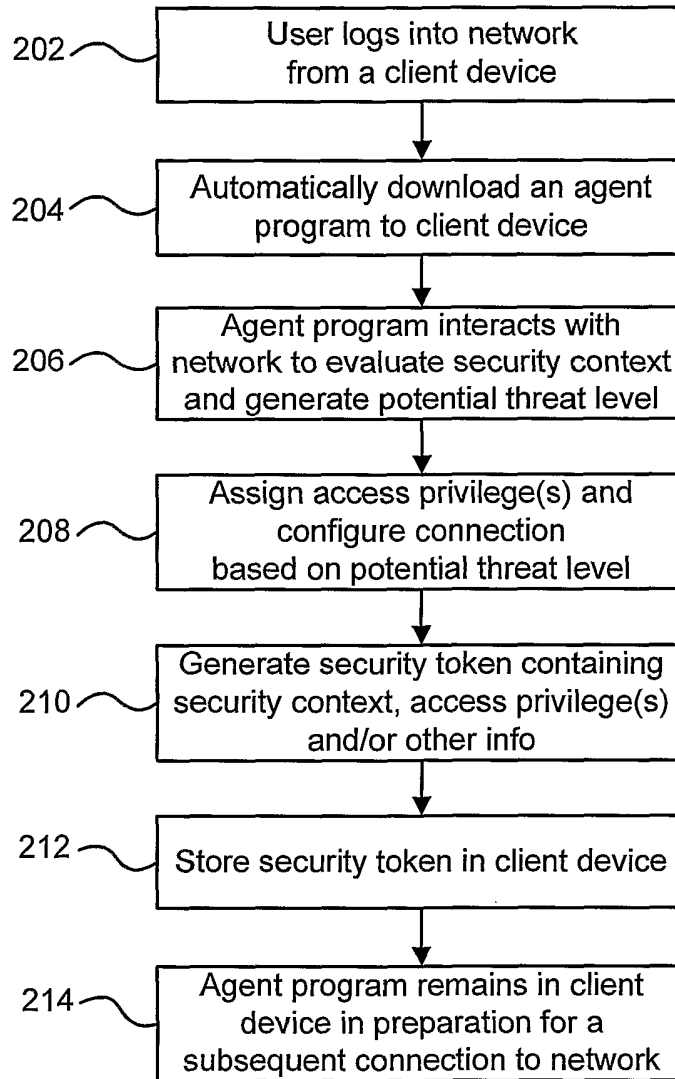 202
User logs into network
from a client device
204
Automatically download an agent
program to client device
206
Agent program interacts with
network to evaluate security context
and generate potential threat level
208
Assign access privilege(s) and
configure connection
based on potential threat level
210
Generate security token containing
security context, access privilege(s)
and/or other info
212
Store security token in client device
214
Agent program remains in client
device in preparation for a
subsequent connection to network